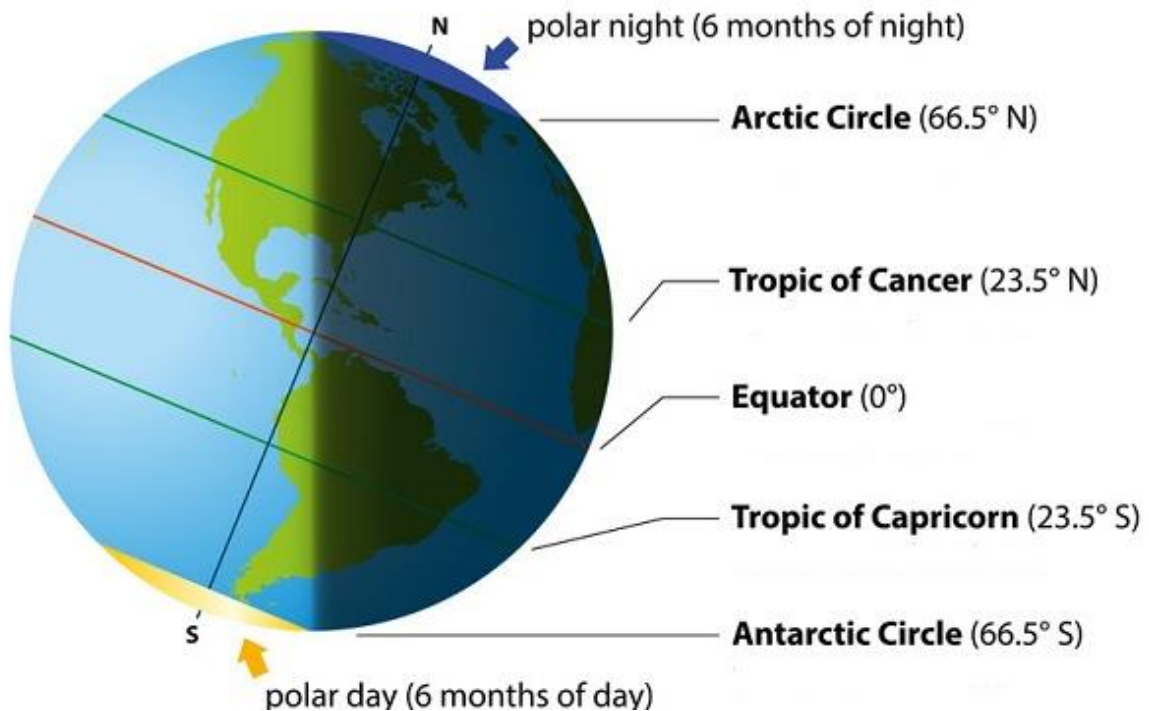 N
polar night (6 months of night)
Arctic Circle (66.5° N)
Tropic of Cancer (23.5° N)
Equator (0°)
Tropic of Capricorn (23.5° S)
Antarctic Circle (66.5° S)
S
polar day (6 months of day)